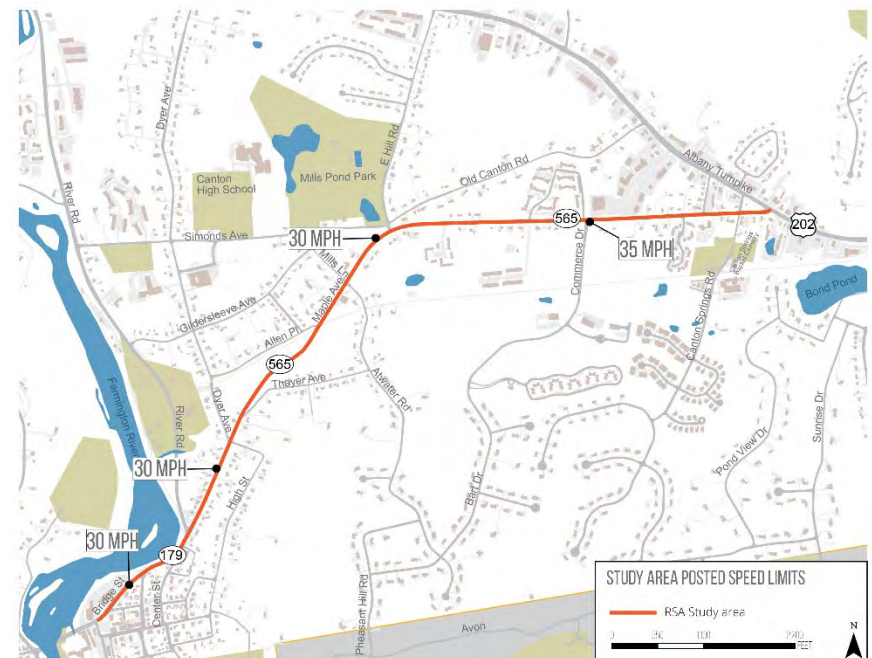 Dyer Ave
River Rd
Canton
High School
Mills Pond Park
E Hill Rd
Old Canton Rd
Albany Turnpike
202
Simonds Ave
30 MPH
565
35 MPH
Commerce Dr
Canton Springs Rd
Bond Pond
Mills Ln
Maple Ave
Gildersleeve Ave
Allen Pl
565
Thayer Ave
Atwater Rd
Farmington River
River Rd
Dyer Ave
30 MPH
High St
Bart Dr
Pond View Dr
Sunrise Dr
30 MPH
179
Bridge St
Center St
Pheasant Hill Rd
Avon
STUDY AREA POSTED SPEED LIMITS
RSA Study area
0
FEET
N